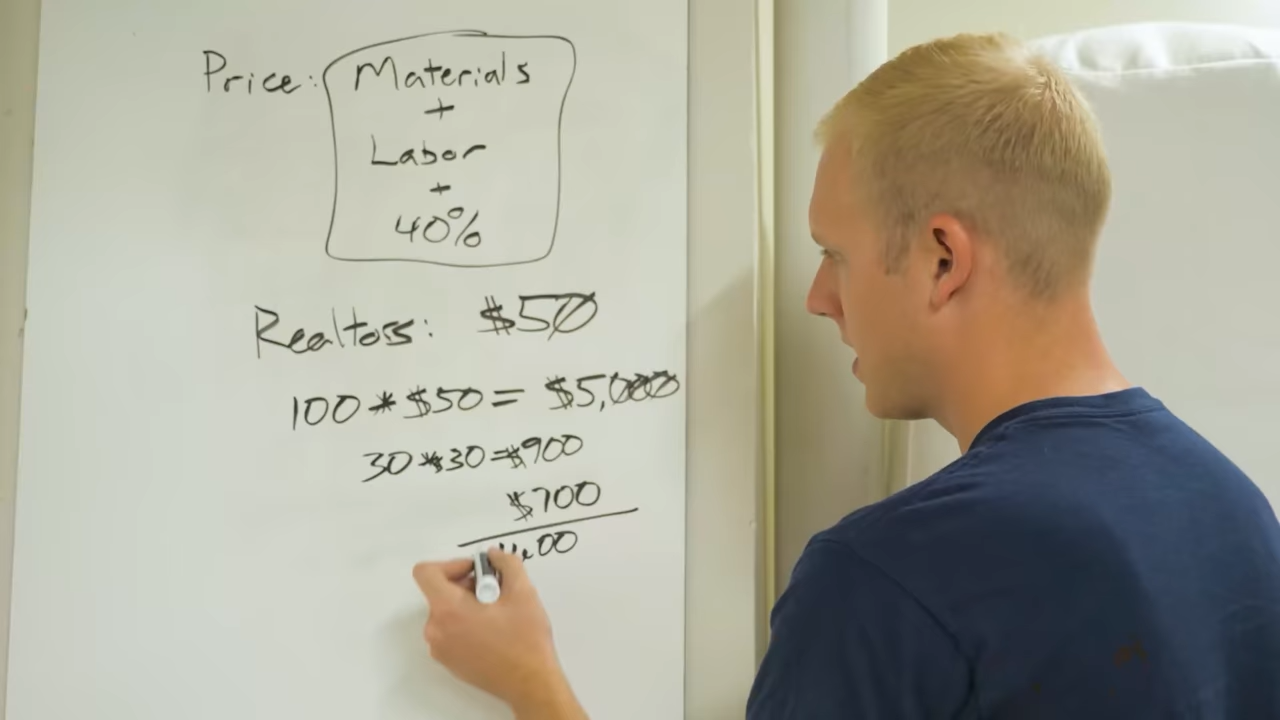 Price: Materials
+
Labor
+
40%
Realtors: $50
100 * $50 = $5,000
30 * $30 = $900
$700